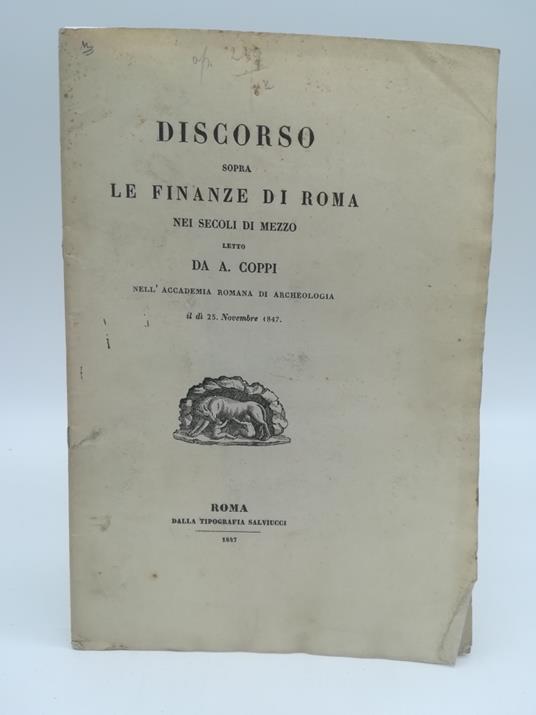 DISCORSO
SOPRA
LE FINANZE DI ROMA
NEI SECOLI DI MEZZO
LETTO
DA A. COPPI
NELL' ACCADEMIA ROMANA DI ARCHEOLOGIA
il dì 25. Novembre 1847.
ROMA
DALLA TIPOGRAFIA SALVIUCCI
1847